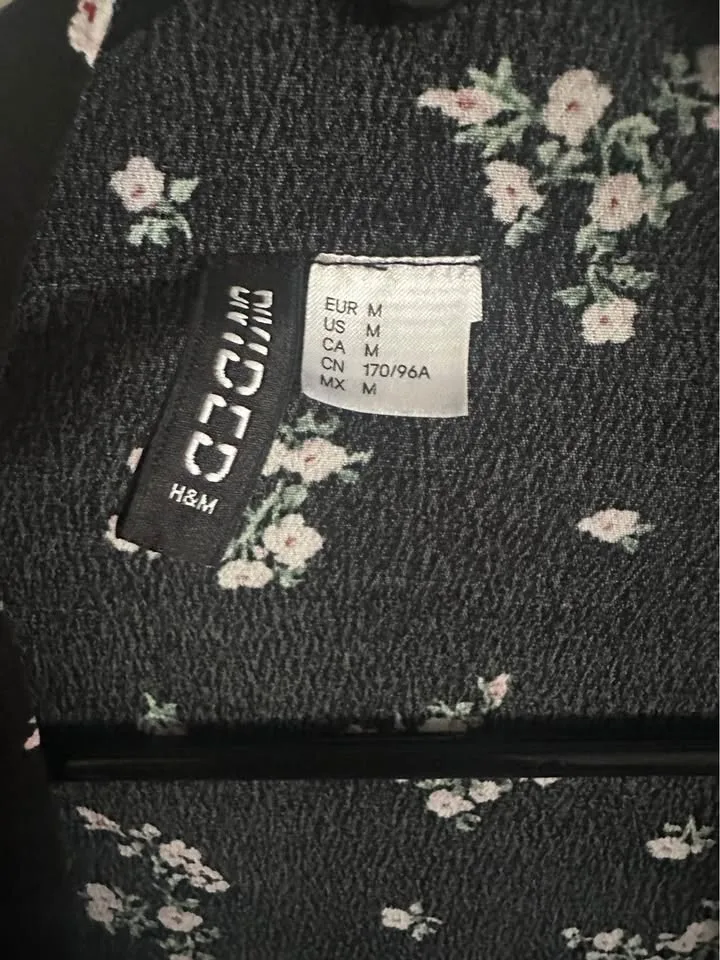 DIVIDED
H&M
EUR M
US M
CA M
CN 170/96A
MX M